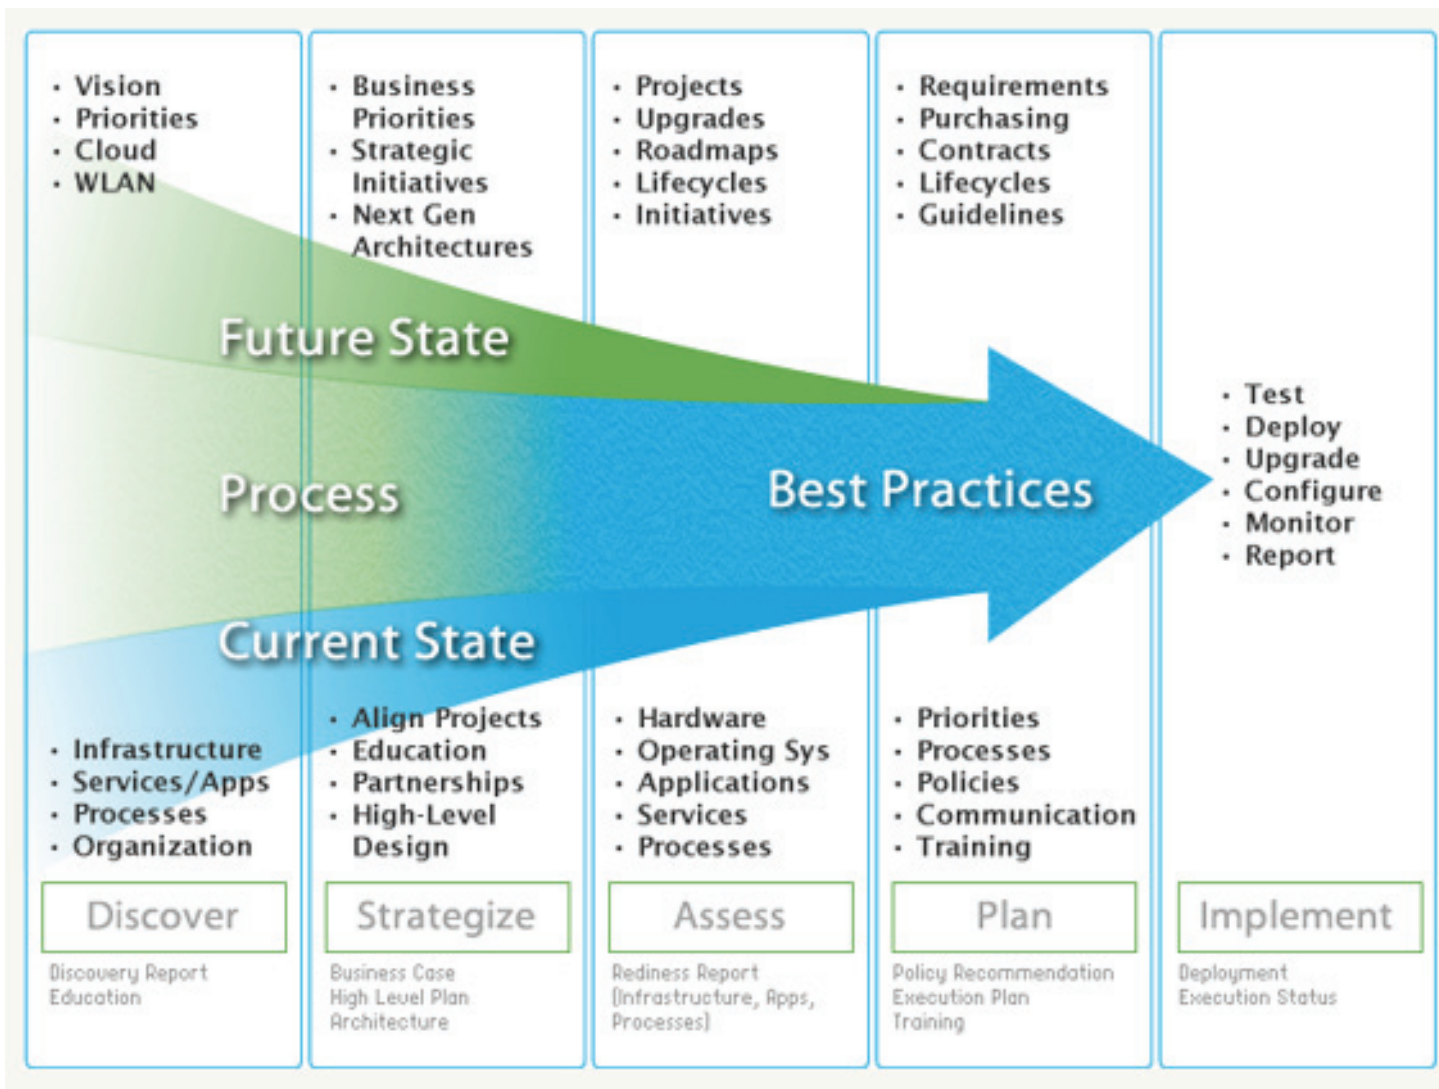 · Vision
· Priorities
· Cloud
· WLAN
· Business
Priorities
· Strategic
Initiatives
· Next Gen
Architectures
· Projects
· Upgrades
· Roadmaps
· Lifecycles
· Initiatives
· Requirements
· Purchasing
· Contracts
· Lifecycles
· Guidelines
Future State
Process
Best Practices
Current State
· Test
· Deploy
· Upgrade
· Configure
· Monitor
· Report
· Infrastructure
· Services/Apps
· Processes
· Organization
· Align Projects
· Education
· Partnerships
· High-Level
Design
· Hardware
· Operating Sys
· Applications
· Services
· Processes
· Priorities
· Processes
· Policies
· Communication
· Training
Discover
Discovery Report
Education
Strategize
Business Case
High Level Plan
Architecture
Assess
Rediness Report
(Infrastructure, Apps,
Processes)
Plan
Policy Recommendation
Execution Plan
Training
Implement
Deployment
Execution Status